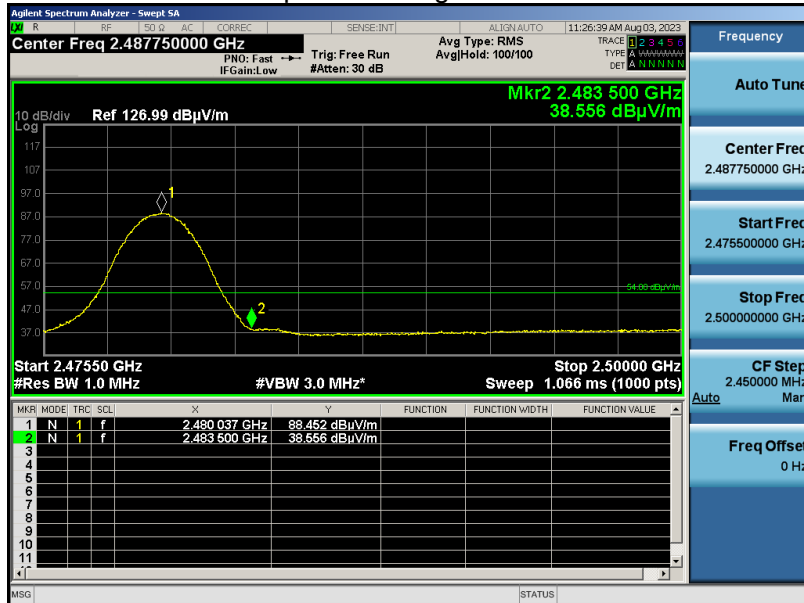 Agilent Spectrum Analyzer - Swept SA
LXI R RF 50 Ω AC CORREC SENSE:INT ALIGN AUTO 11:26:39 AM Aug 03, 2023
Center Freq 2.487750000 GHz
PNO: Fast
IFGain:Low
Trig: Free Run
#Atten: 30 dB
Avg Type: RMS
Avg|Hold: 100/100
TRACE 1 2 3 4 5 6
TYPE A
DET A N N N N N
Mkr2 2.483 500 GHz
38.556 dBµV/m
10 dB/div Ref 126.99 dBµV/m
Log
117
107
97.0
87.0
77.0
67.0
57.0
47.0
37.0
1
2
54.00 dBµV/m
Start 2.47550 GHz Stop 2.50000 GHz
#Res BW 1.0 MHz #VBW 3.0 MHz* Sweep 1.066 ms (1000 pts)
MKR MODE TRC SCL X Y FUNCTION FUNCTION WIDTH FUNCTION VALUE
1 N 1 f 2.480 037 GHz 88.452 dBµV/m
2 N 1 f 2.483 500 GHz 38.556 dBµV/m
3
4
5
6
7
8
9
10
11
MSG STATUS
Frequency
Auto Tune
Center Freq
2.487750000 GHz
Start Freq
2.475500000 GHz
Stop Freq
2.500000000 GHz
CF Step
2.450000 MHz
Auto Man
Freq Offset
0 Hz